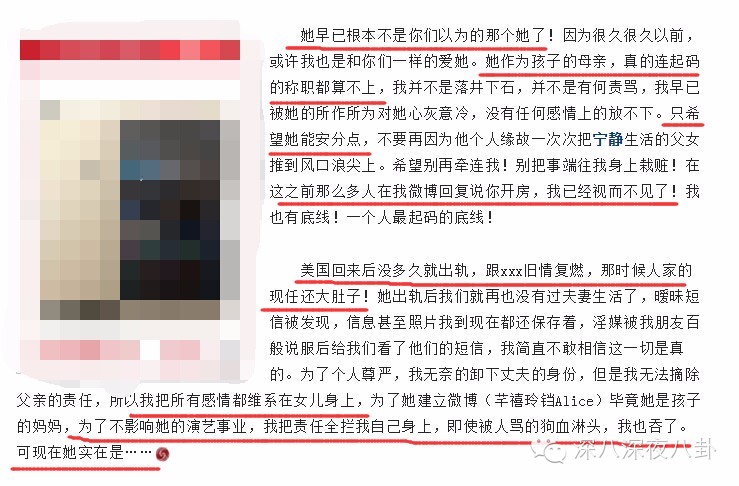 她早已根本不是你们以为的那个她了！因为很久很久以前，
或许我也是和你们一样的爱她。她作为孩子的母亲，真的连起码
的称职都算不上，我并不是落井下石，并不是有何责骂，我早已
被她的所作所为对她心灰意冷，没有任何感情上的放不下。只希
望她能安分点，不要再因为他个人缘故一次次把宁静生活的父女
推到风口浪尖上。希望别再牵连我！别把事端往我身上栽赃！在
这之前那么多人在我微博回复说你开房，我已经视而不见了！我
也有底线！一个人最起码的底线！
美国回来后没多久就出轨，跟xxx旧情复燃，那时候人家的
现任还大肚子！她出轨后我们就再也没有过夫妻生活了，暧昧短
信被发现，信息甚至照片我到现在都还保存着，淫媒被我朋友百
般说服后给我们看了他们的短信，我简直不敢相信这一切是真
的。为了个人尊严，我无奈的卸下丈夫的身份，但是我无法摘除
父亲的责任，所以我把所有感情都维系在女儿身上，为了她建立微博（芊禧玲铛Alice）毕竟她是孩子
的妈妈，为了不影响她的演艺事业，我把责任全拦我自己身上，即使被人骂的狗血淋头，我也吞了。
可现在她实在是……
深八深夜八卦